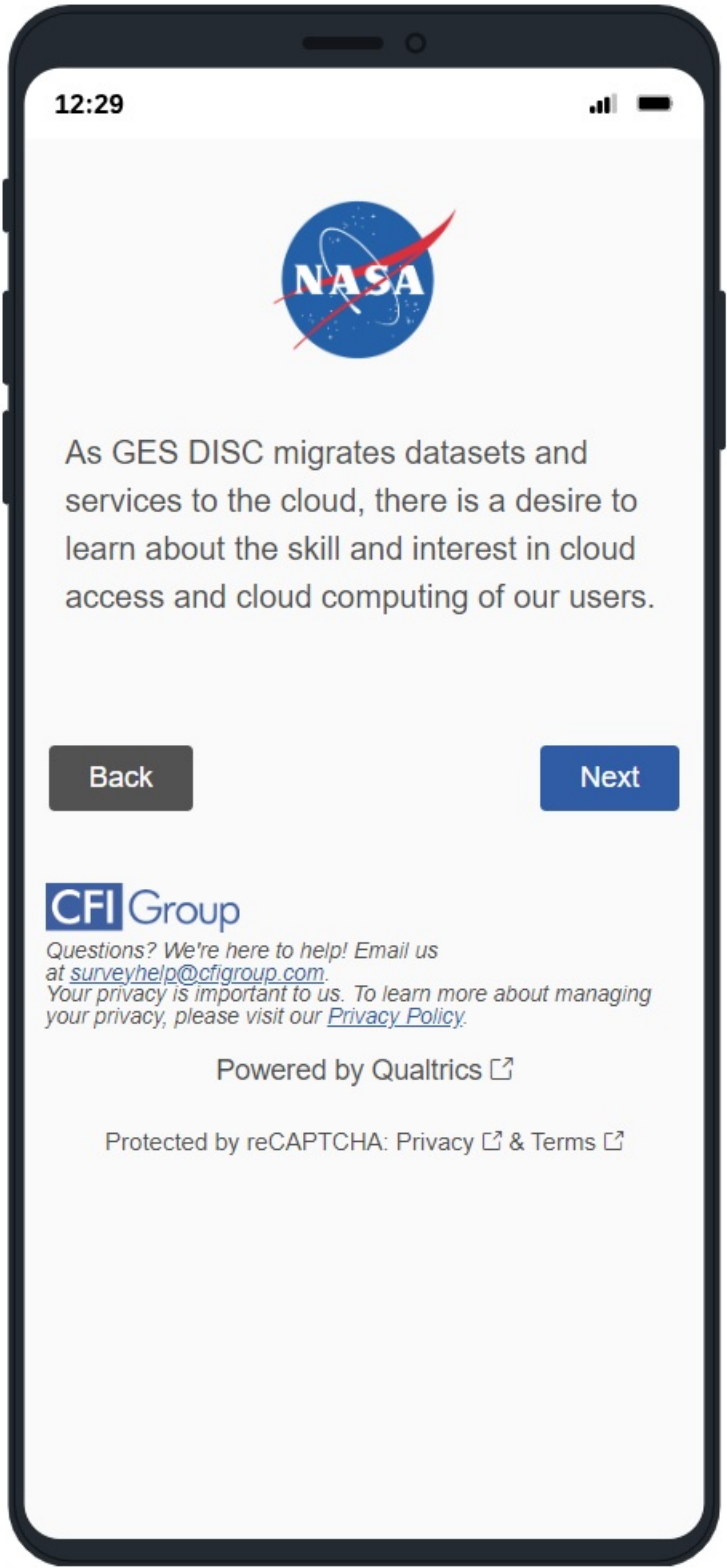 12:29
NASA
As GES DISC migrates datasets and
services to the cloud, there is a desire to
learn about the skill and interest in cloud
access and cloud computing of our users.
Back
Next
CFI Group
Questions? We're here to help! Email us
at surveyhelp@cfigroup.com.
Your privacy is important to us. To learn more about managing
your privacy, please visit our Privacy Policy.
Powered by Qualtrics
Protected by reCAPTCHA: Privacy & Terms